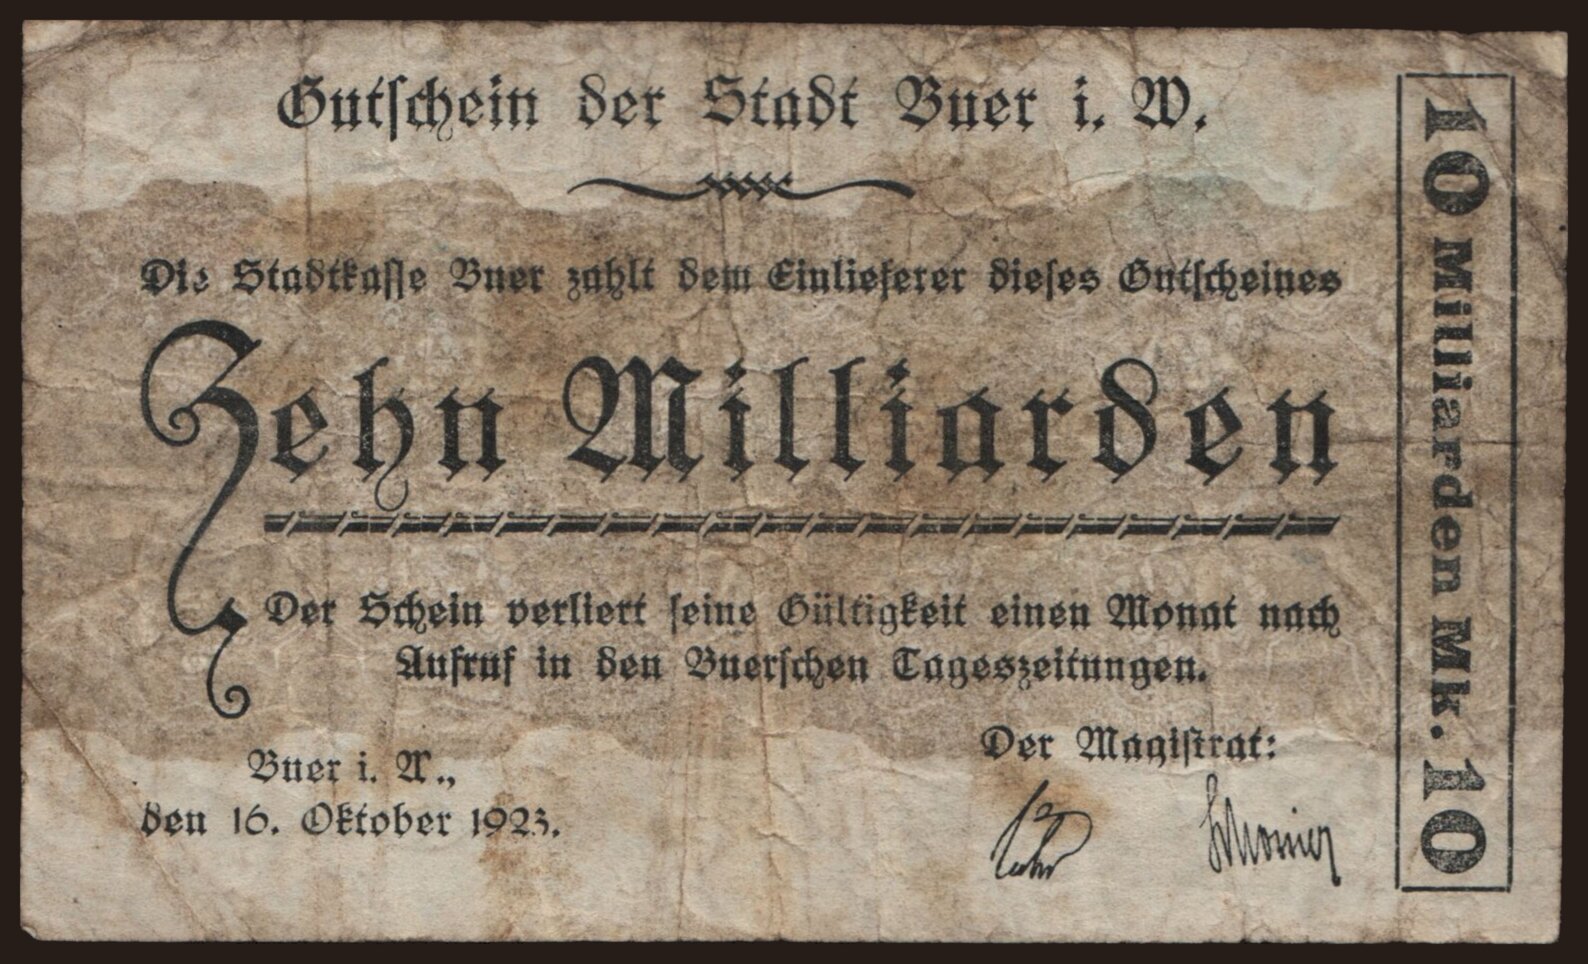 Gutschein der Stadt Buer i. W.
Die Stadtkasse Buer zahlt dem Einlieferer dieses Gutscheines
Zehn Milliarden
Der Schein verliert seine Gültigkeit einen Monat nach
Aufruf in den Buerschen Tageszeitungen.
Buer i. W.,
den 16. Oktober 1923.
Der Magistrat:
10 Milliarden Mk. 10